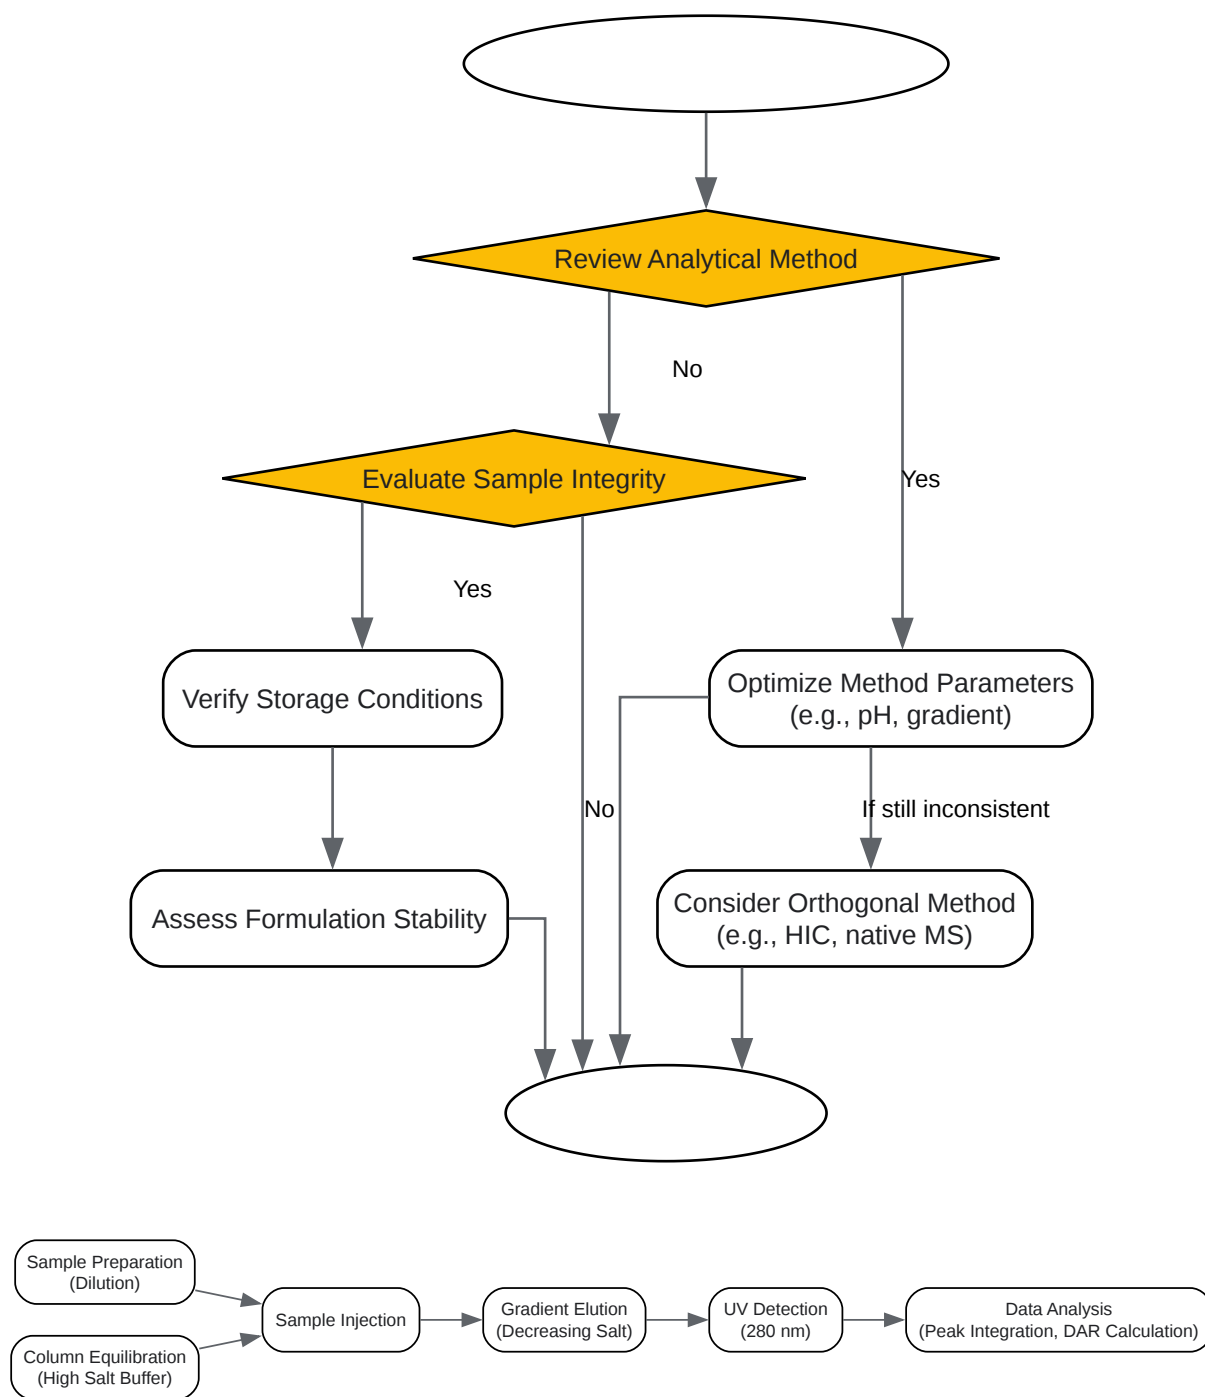 Review Analytical Method
No
Evaluate Sample Integrity
Yes
Yes
Verify Storage Conditions
Optimize Method Parameters
(e.g., pH, gradient)
No
If still inconsistent
Assess Formulation Stability
Consider Orthogonal Method
(e.g., HIC, native MS)
Sample Preparation
(Dilution)
Column Equilibration
(High Salt Buffer)
Sample Injection
Gradient Elution
(Decreasing Salt)
UV Detection
(280 nm)
Data Analysis
(Peak Integration, DAR Calculation)